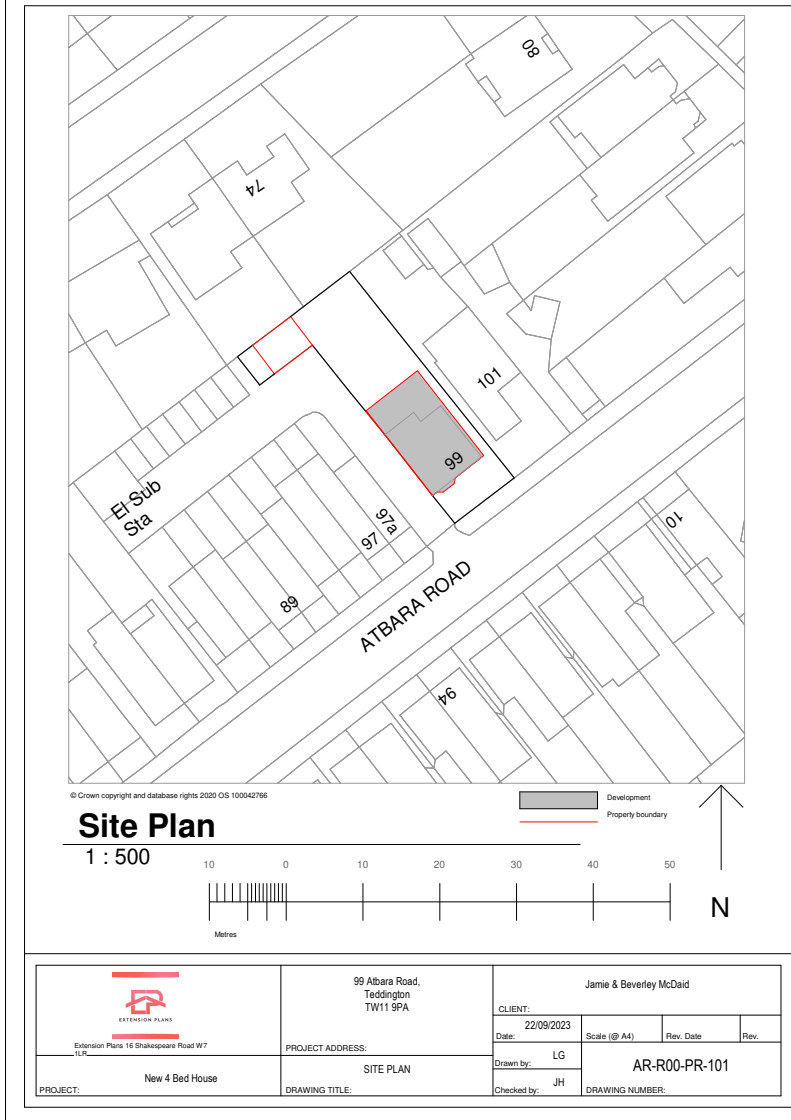 80
74
101
99
El Sub
Sta
97a
97
89
10
ATBARA ROAD
94
© Crown copyright and database rights 2020 OS 100042766
Development
Property boundary
Site Plan
1 : 500
10 0 10 20 30 40 50
Metres
N
EP
EXTENSION PLANS
Extension Plans 16 Shakespeare Road W7
1LR
PROJECT:
New 4 Bed House
99 Atbara Road,
Teddington
TW11 9PA
PROJECT ADDRESS:
SITE PLAN
DRAWING TITLE:
Jamie & Beverley McDaid
CLIENT:
22/09/2023
Date:
Scale (@ A4)
Rev. Date
Rev.
Drawn by:
LG
Checked by:
JH
AR-R00-PR-101
DRAWING NUMBER: